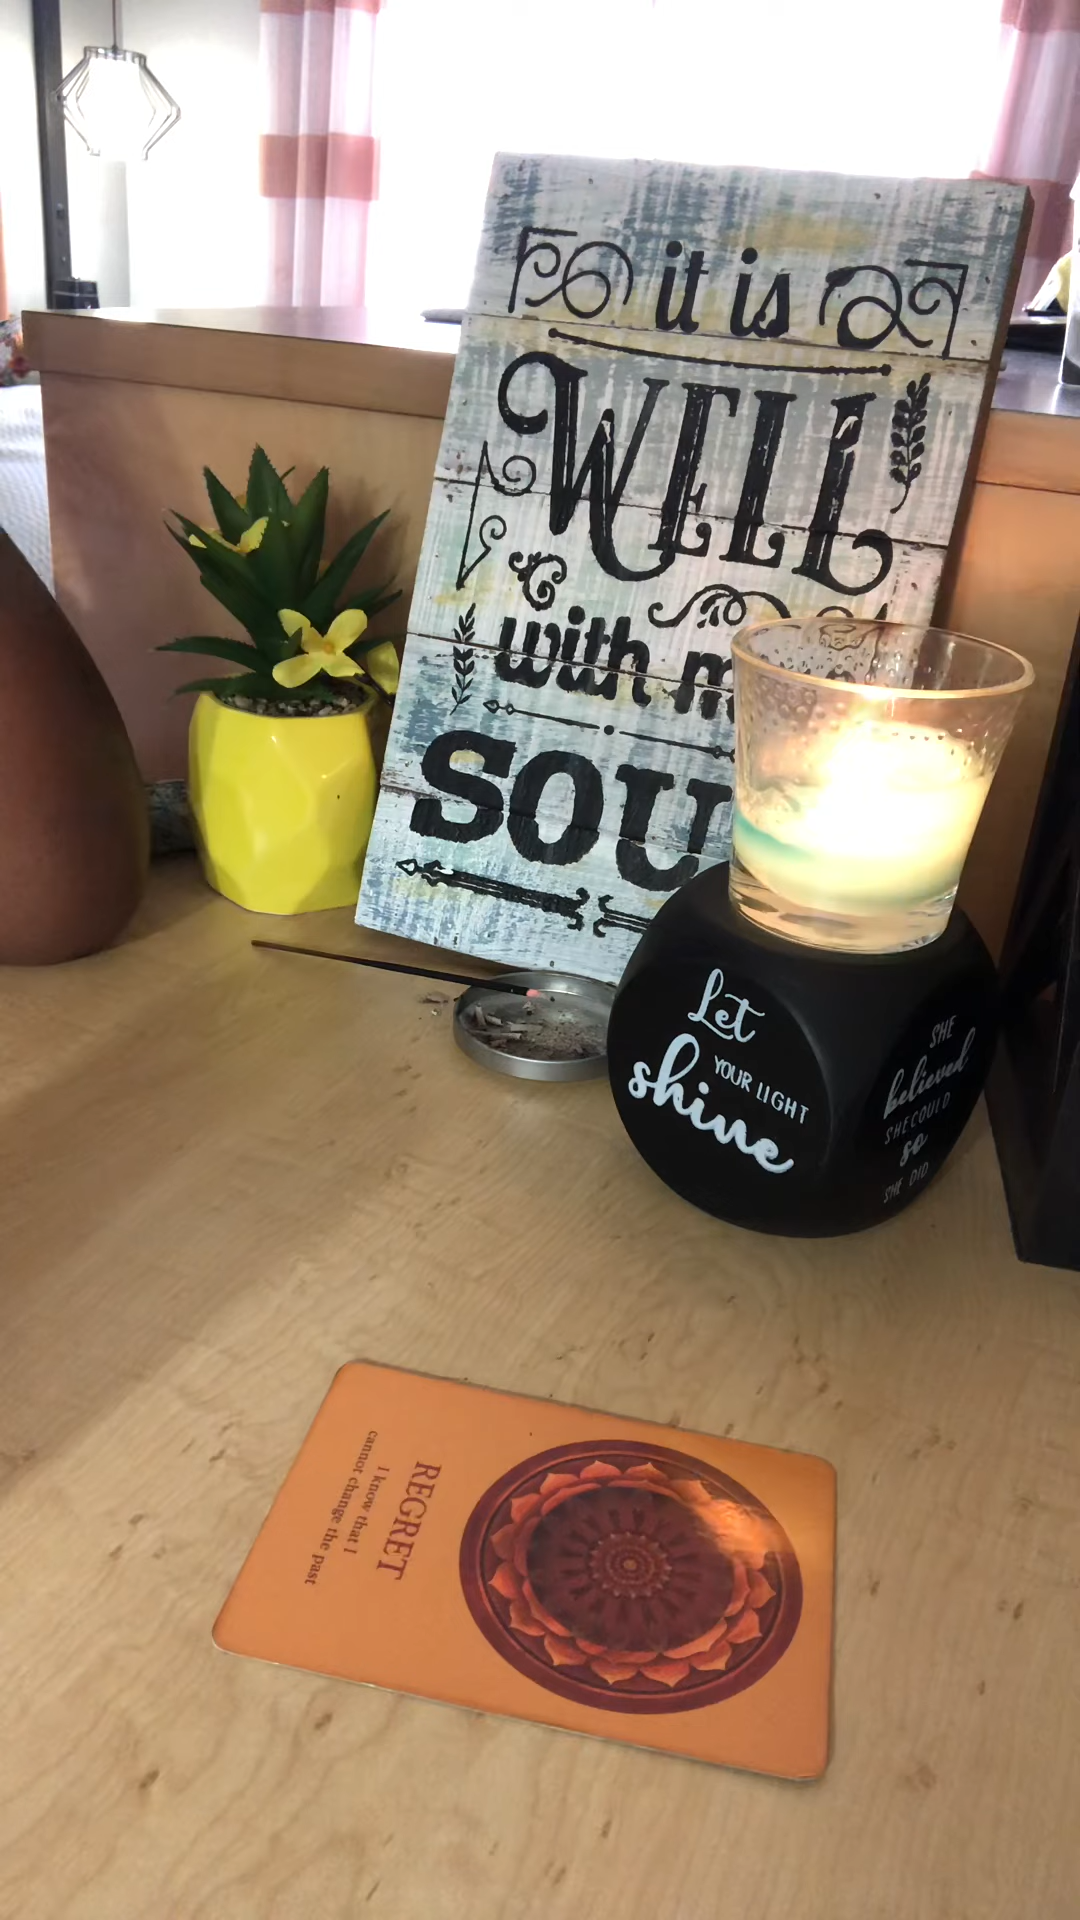 it is
WELL
with m
SOU
Let
YOUR LIGHT
shine
SHE
believed
SHE COULD
so
SHE DID
REGRET
I know that I
cannot change the past